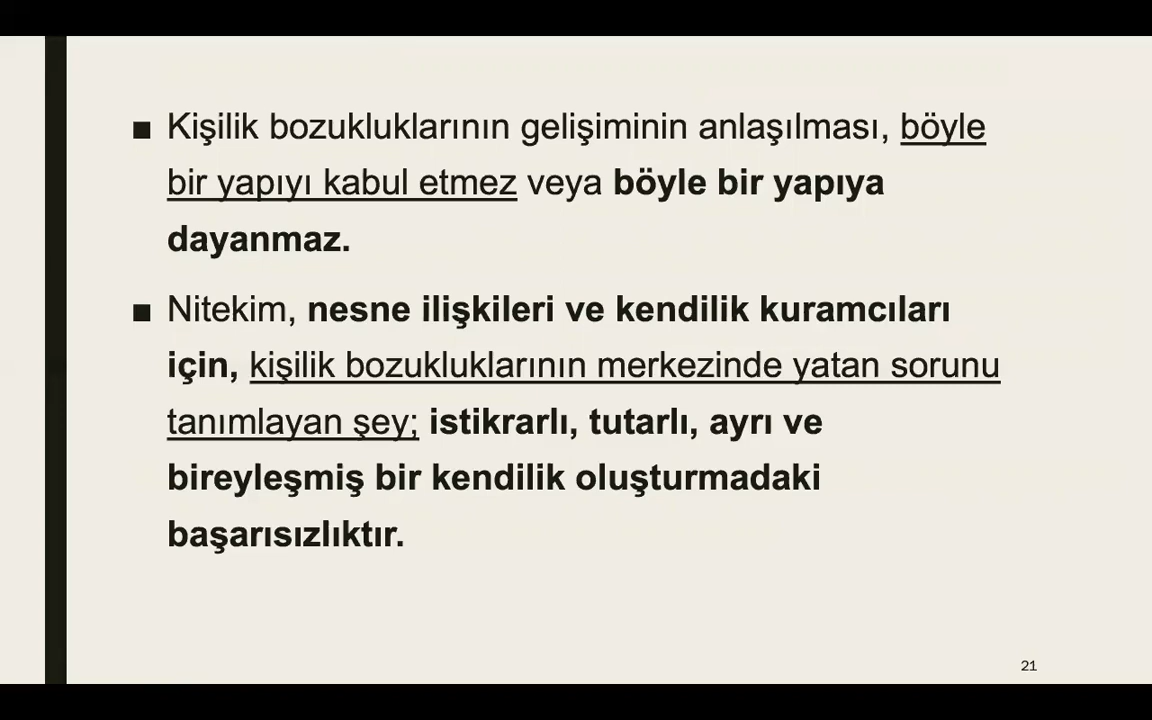 ■ Kişilik bozukluklarının gelişiminin anlaşılması, böyle
bir yapıyı kabul etmez veya böyle bir yapıya
dayanmaz.
■ Nitekim, nesne ilişkileri ve kendilik kuramcıları
için, kişilik bozukluklarının merkezinde yatan sorunu
tanımlayan şey; istikrarlı, tutarlı, ayrı ve
bireyleşmiş bir kendilik oluşturmadaki
başarısızlıktır.
21